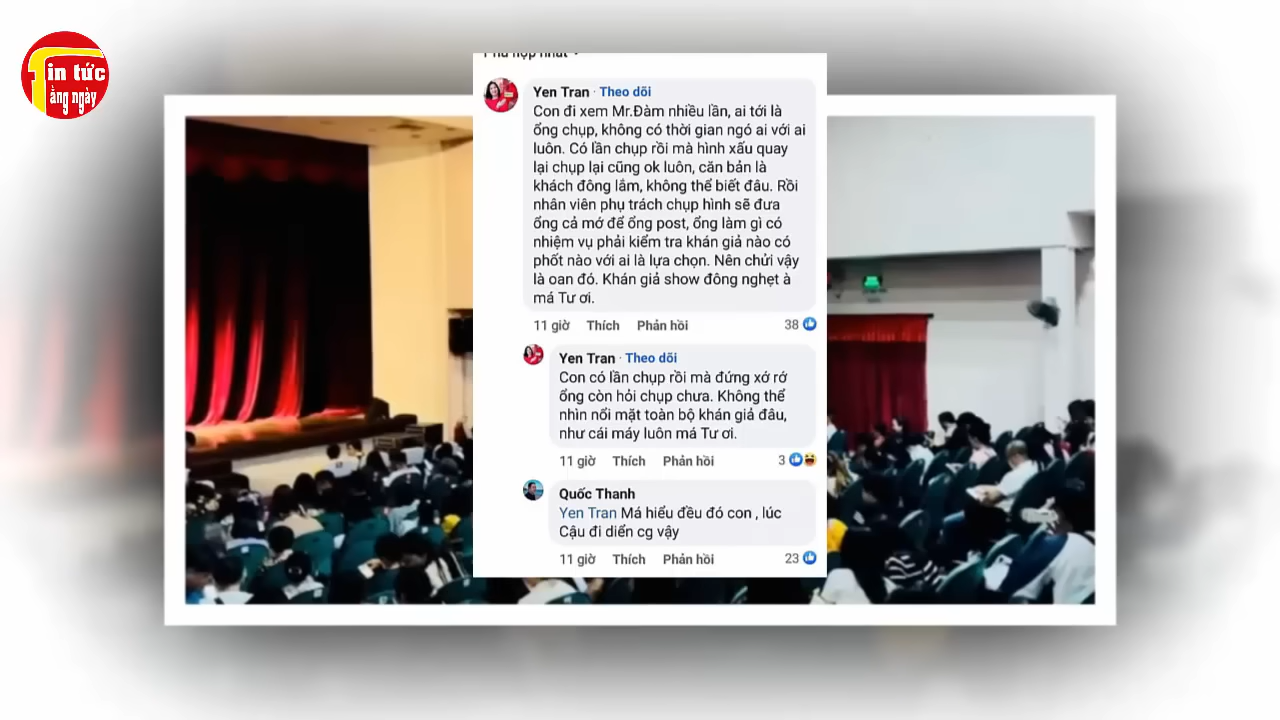 Tin tức
ằng ngày
Phù hợp nhất
Yen Tran · Theo dõi
Con đi xem Mr.Đàm nhiều lần, ai tới là
ổng chụp, không có thời gian ngó ai với ai
luôn. Có lần chụp rồi mà hình xấu quay
lại chụp lại cũng ok luôn, căn bản là
khách đông lắm, không thể biết đâu. Rồi
nhân viên phụ trách chụp hình sẽ đưa
ổng cả mớ để ổng post, ổng làm gì có
nhiệm vụ phải kiểm tra khán giả nào có
phốt nào với ai là lựa chọn. Nên chửi vậy
là oan đó. Khán giả show đông nghẹt à
má Tư ơi.
11 giờ Thích Phản hồi 38
Yen Tran · Theo dõi
Con có lần chụp rồi mà đứng xớ rớ
ổng còn hỏi chụp chưa. Không thể
nhìn nổi mặt toàn bộ khán giả đâu,
như cái máy luôn má Tư ơi.
11 giờ Thích Phản hồi 3
Quốc Thanh
Yen Tran Má hiểu đều đó con , lúc
Cậu đi diển cg vậy
11 giờ Thích Phản hồi 23